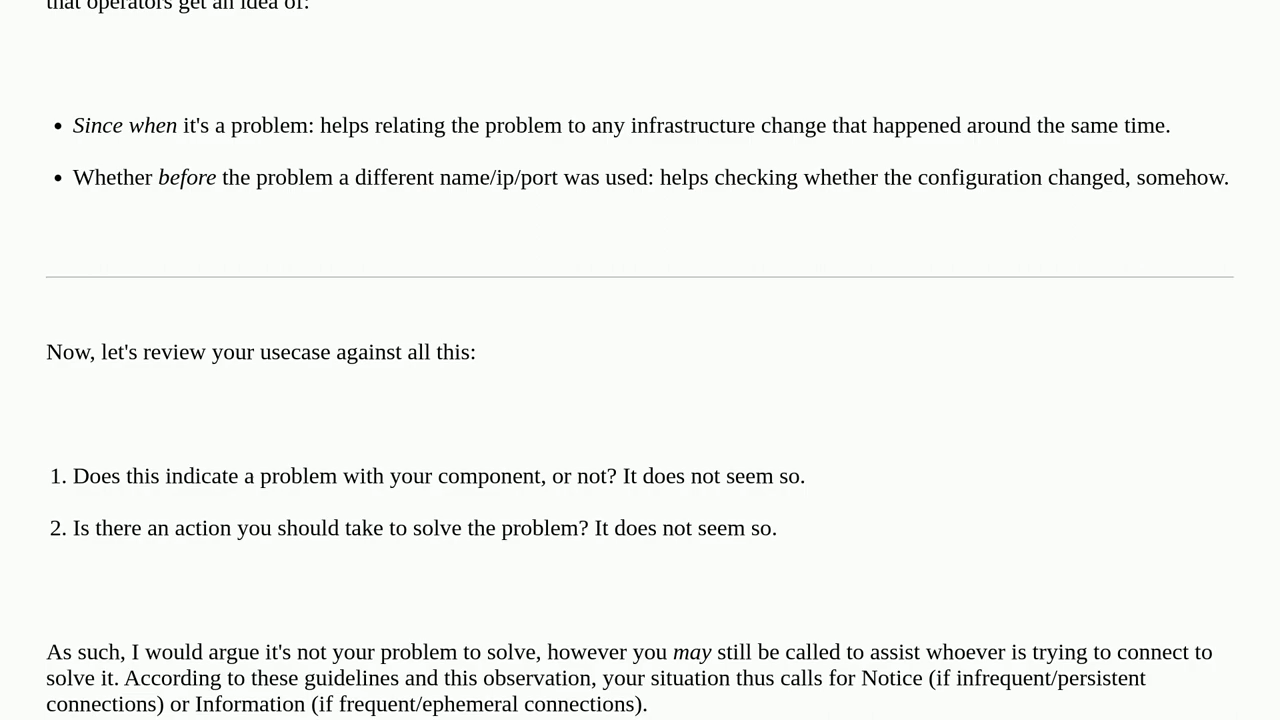 that operators get an idea of:
• Since when it's a problem: helps relating the problem to any infrastructure change that happened around the same time.
• Whether before the problem a different name/ip/port was used: helps checking whether the configuration changed, somehow.
Now, let's review your usecase against all this:
1. Does this indicate a problem with your component, or not? It does not seem so.
2. Is there an action you should take to solve the problem? It does not seem so.
As such, I would argue it's not your problem to solve, however you may still be called to assist whoever is trying to connect to
solve it. According to these guidelines and this observation, your situation thus calls for Notice (if infrequent/persistent
connections) or Information (if frequent/ephemeral connections).